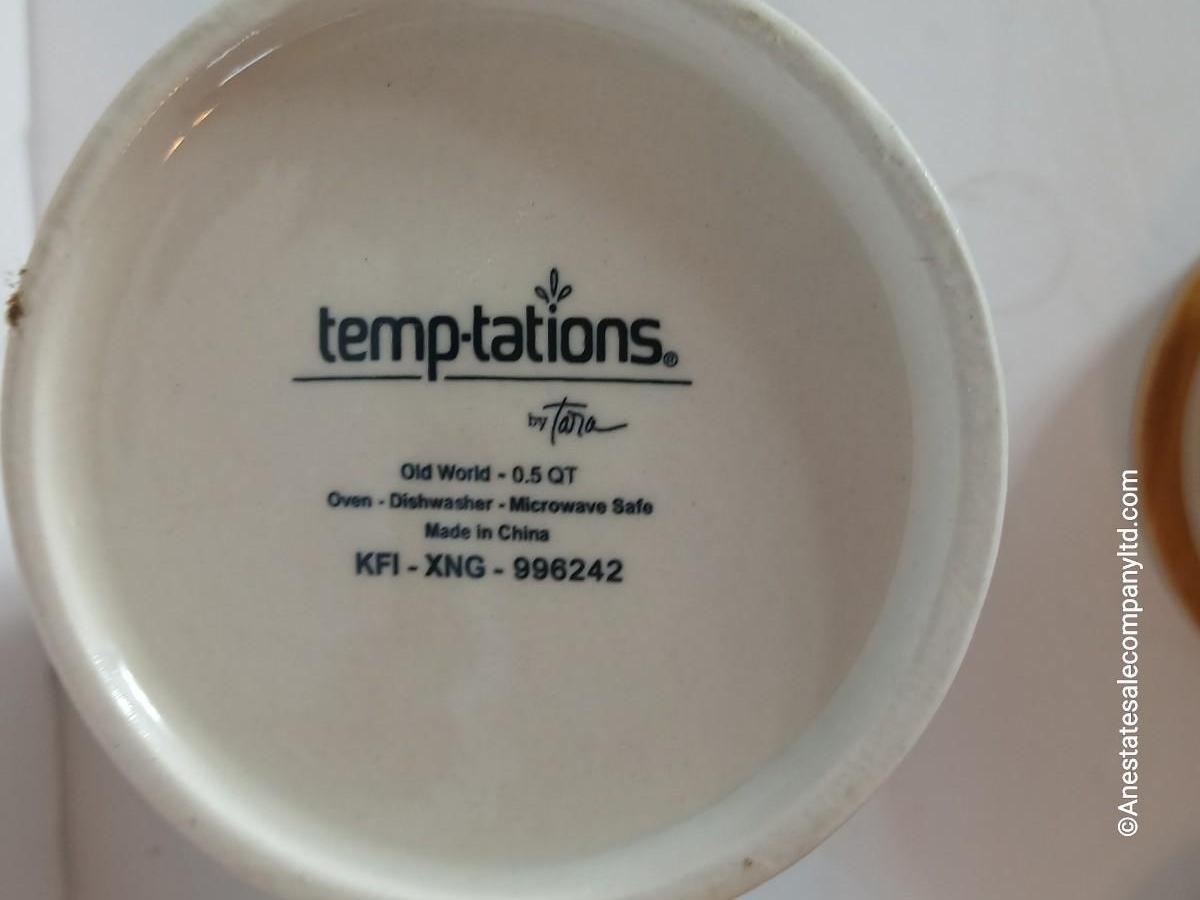 temp-tations®
by Tara
Old World - 0.5 QT
Oven - Dishwasher - Microwave Safe
Made in China
KFI - XNG - 996242
©Anestatesalecompanyltd.com